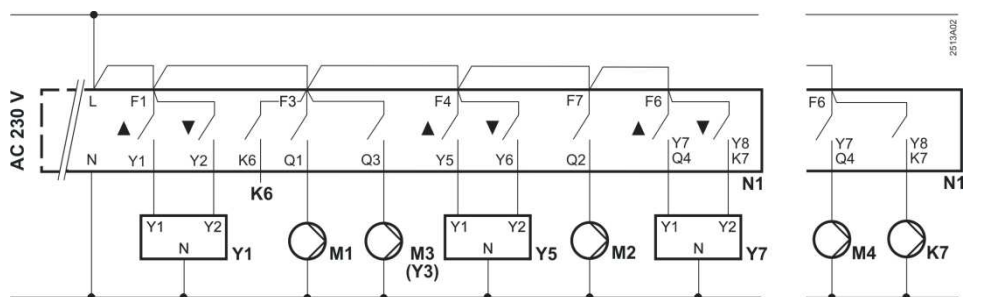 2513A02
AC 230 V
L F1 F3 F4 F7 F6 F6
▲ ▼ ▲ ▼ ▲ ▼
Y7 Y8 Y7 Y8
N Y1 Y2 K6 Q1 Q3 Y5 Y6 Q2 Q4 K7 Q4 K7
K6 N1 N1
Y1 Y2 Y1 Y2 Y1 Y2
N Y1 M1 M3 N Y5 M2 N Y7 M4 K7
(Y3)